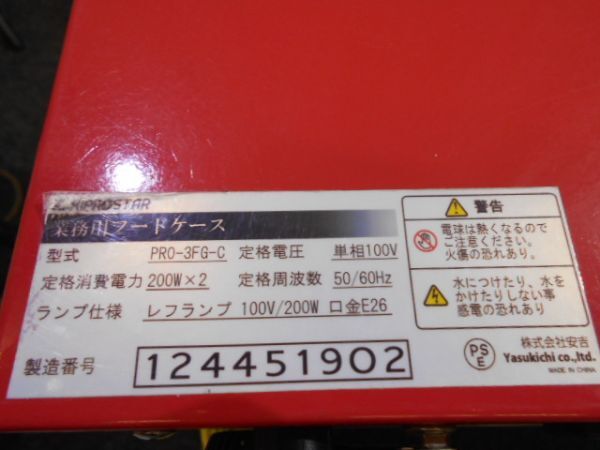 KIPROSTAR
業務用フードケース
型式 PRO-3FG-C 定格電圧 単相100V
定格消費電力 200W×2 定格周波数 50/60Hz
ランプ仕様 レフランプ 100V/200W 口金E26
製造番号 124451902
警告
電球は熱くなるので
ご注意ください。
火傷の恐れあり。
水につけたり、水を
かけたりしない事
感電の恐れあり
PS
E
株式会社安吉
Yasukichi co.,ltd.
MADE IN CHINA